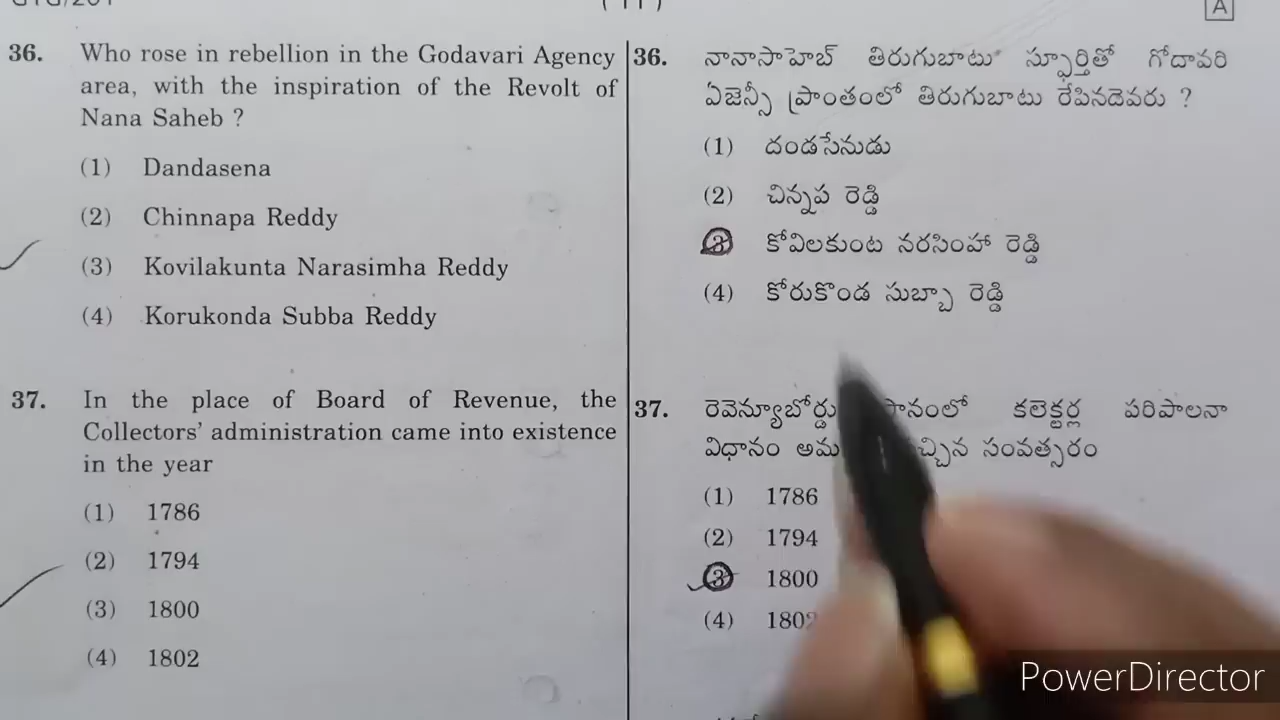 ( 11 )
A
36. Who rose in rebellion in the Godavari Agency
area, with the inspiration of the Revolt of
Nana Saheb ?
(1) Dandasena
(2) Chinnapa Reddy
(3) Kovilakunta Narasimha Reddy
(4) Korukonda Subba Reddy
37. In the place of Board of Revenue, the
Collectors' administration came into existence
in the year
(1) 1786
(2) 1794
(3) 1800
(4) 1802
36. నానాసాహెబ్ తిరుగుబాటు స్ఫూర్తితో గోదావరి
ఏజెన్సీ ప్రాంతంలో తిరుగుబాటు రేపినదెవరు ?
(1) దండసేనుడు
(2) చిన్నప రెడ్డి
(3) కోవిలకుంట నరసింహా రెడ్డి
(4) కోరుకొండ సుబ్బా రెడ్డి
37. రెవెన్యూబోర్డు కలెక్టర్ల పరిపాలనా
విధానం సంవత్సరం
(1) 1786
(2) 1794
(3) 1800
(4) 1802
PowerDirector